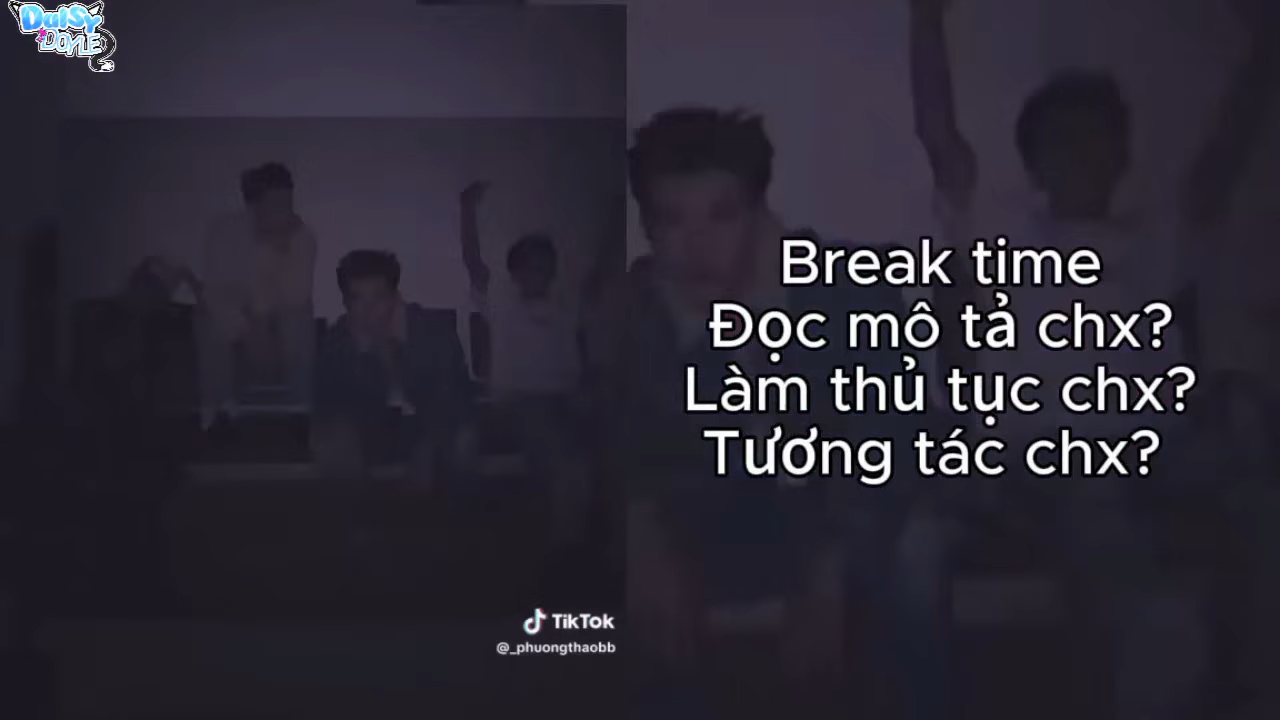 DaISy
DOYLE
Break time
Đọc mô tả chx?
Làm thủ tục chx?
Tương tác chx?
TikTok
@_phuongthaobb